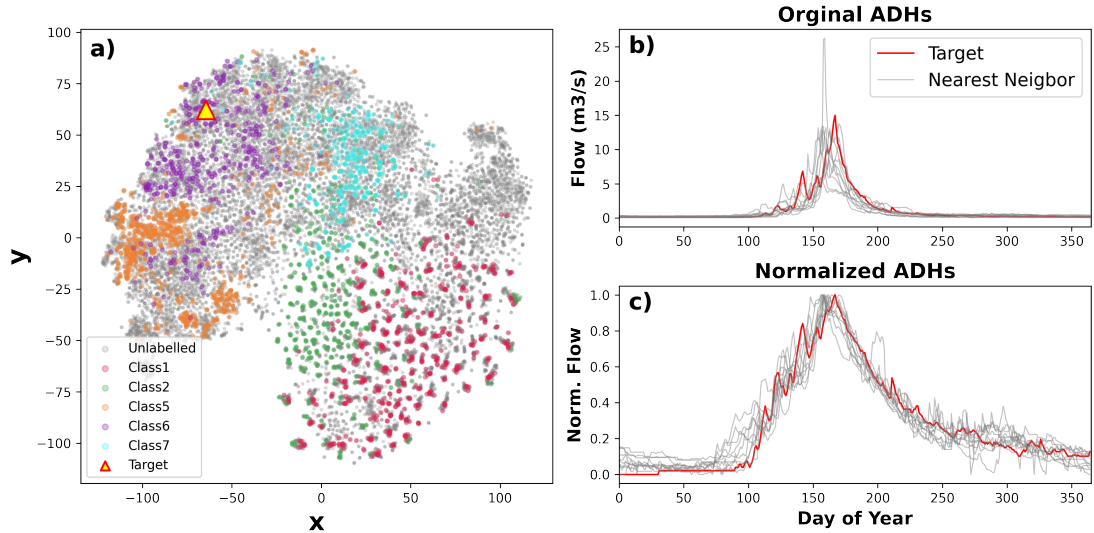 a)
100
75
50
25
0
−25
−50
−75
−100
y
−100
−50
0
50
100
x
Unlabelled
Class1
Class2
Class5
Class6
Class7
Target
Orginal ADHs
b)
Target
Nearest Neigbor
Flow (m3/s)
25
20
15
10
5
0
0
50
100
150
200
250
300
350
Normalized ADHs
c)
Norm. Flow
1.0
0.8
0.6
0.4
0.2
0.0
0
50
100
150
200
250
300
350
Day of Year